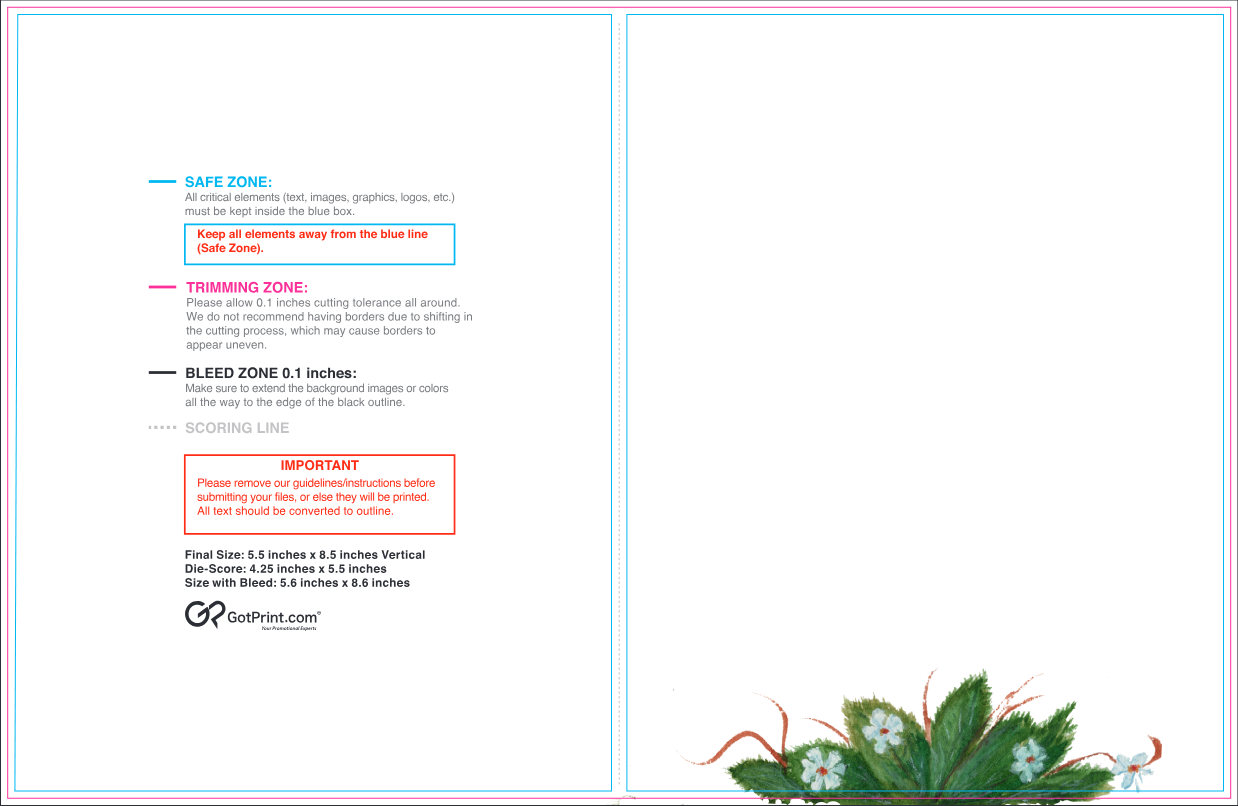 SAFE ZONE:
All critical elements (text, images, graphics, logos, etc.)
must be kept inside the blue box.
Keep all elements away from the blue line
(Safe Zone).
TRIMMING ZONE:
Please allow 0.1 inches cutting tolerance all around.
We do not recommend having borders due to shifting in
the cutting process, which may cause borders to
appear uneven.
BLEED ZONE 0.1 inches:
Make sure to extend the background images or colors
all the way to the edge of the black outline.
SCORING LINE
IMPORTANT
Please remove our guidelines/instructions before
submitting your files, or else they will be printed.
All text should be converted to outline.
Final Size: 5.5 inches x 8.5 inches Vertical
Die-Score: 4.25 inches x 5.5 inches
Size with Bleed: 5.6 inches x 8.6 inches
GP GotPrint.com®
Your Promotional Experts